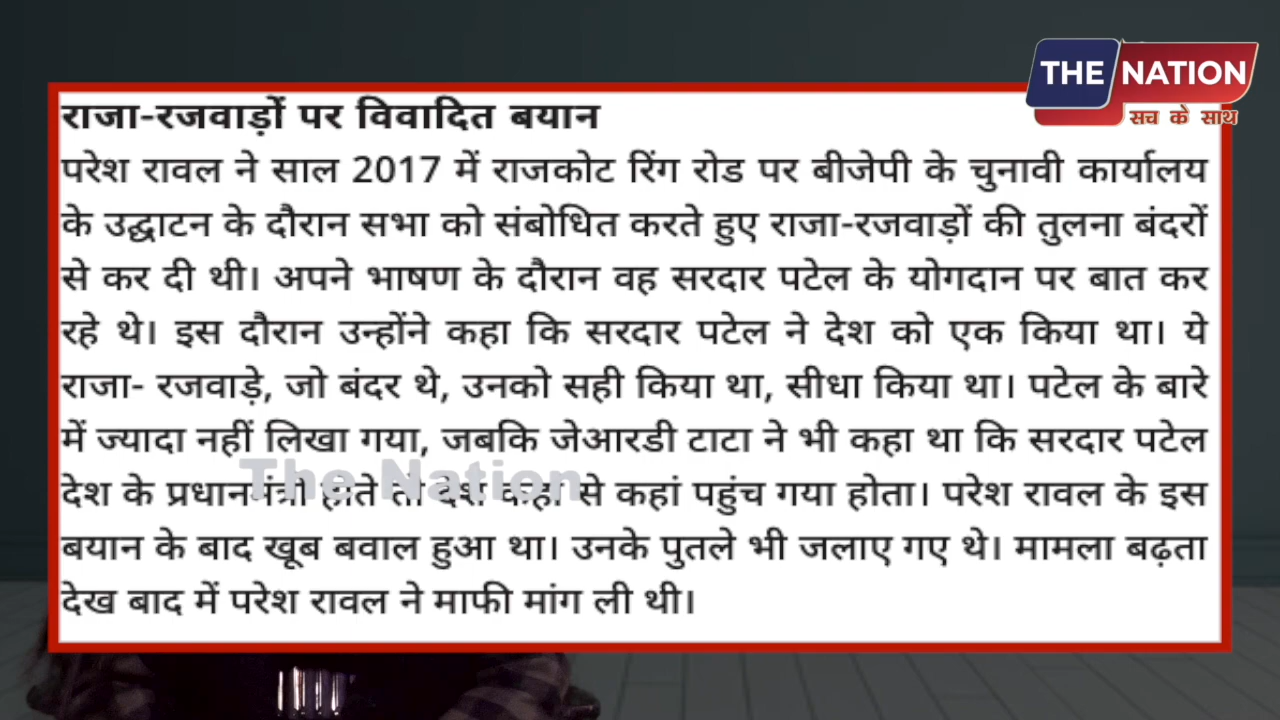 THE NATION
सच के साथ
राजा-रजवाड़ों पर विवादित बयान
परेश रावल ने साल 2017 में राजकोट रिंग रोड पर बीजेपी के चुनावी कार्यालय
के उद्घाटन के दौरान सभा को संबोधित करते हुए राजा-रजवाड़ों की तुलना बंदरों
से कर दी थी। अपने भाषण के दौरान वह सरदार पटेल के योगदान पर बात कर
रहे थे। इस दौरान उन्होंने कहा कि सरदार पटेल ने देश को एक किया था। ये
राजा- रजवाड़े, जो बंदर थे, उनको सही किया था, सीधा किया था। पटेल के बारे
में ज्यादा नहीं लिखा गया, जबकि जेआरडी टाटा ने भी कहा था कि सरदार पटेल
देश के प्रधानमंत्री होते तो देश कहां से कहां पहुंच गया होता। परेश रावल के इस
The Nation
बयान के बाद खूब बवाल हुआ था। उनके पुतले भी जलाए गए थे। मामला बढ़ता
देख बाद में परेश रावल ने माफी मांग ली थी।